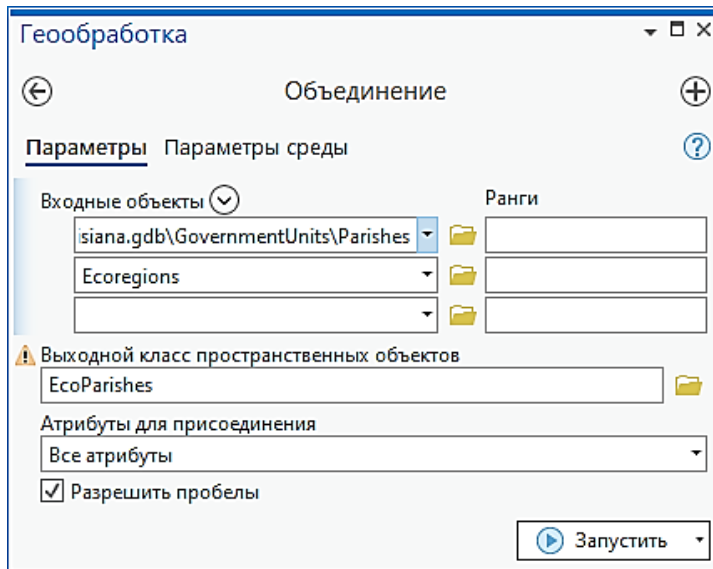 Геообработка
Объединение
Параметры Параметры среды
Входные объекты Ранги
isiana.gdb\GovernmentUnits\Parishes
Ecoregions
Выходной класс пространственных объектов
EcoParishes
Атрибуты для присоединения
Все атрибуты
Разрешить пробелы
Запустить